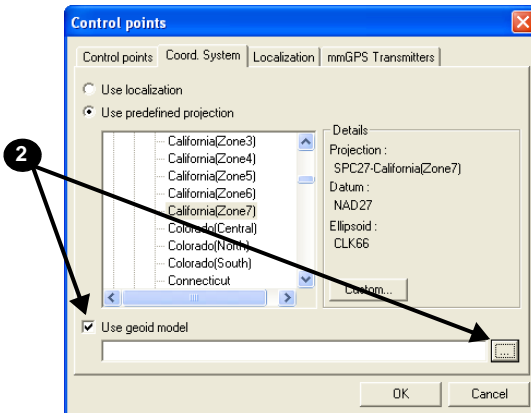 Control points
Control points Coord. System Localization mmGPS Transmitters
Use localization
Use predefined projection
California(Zone3)
California(Zone4)
California(Zone5)
California(Zone6)
California(Zone7)
Colorado(Central)
Colorado(North)
Colorado(South)
Connecticut
Details
Projection :
SPC27-California(Zone7)
Datum :
NAD27
Ellipsoid :
CLK66
Custom...
2
Use geoid model
...
OK Cancel